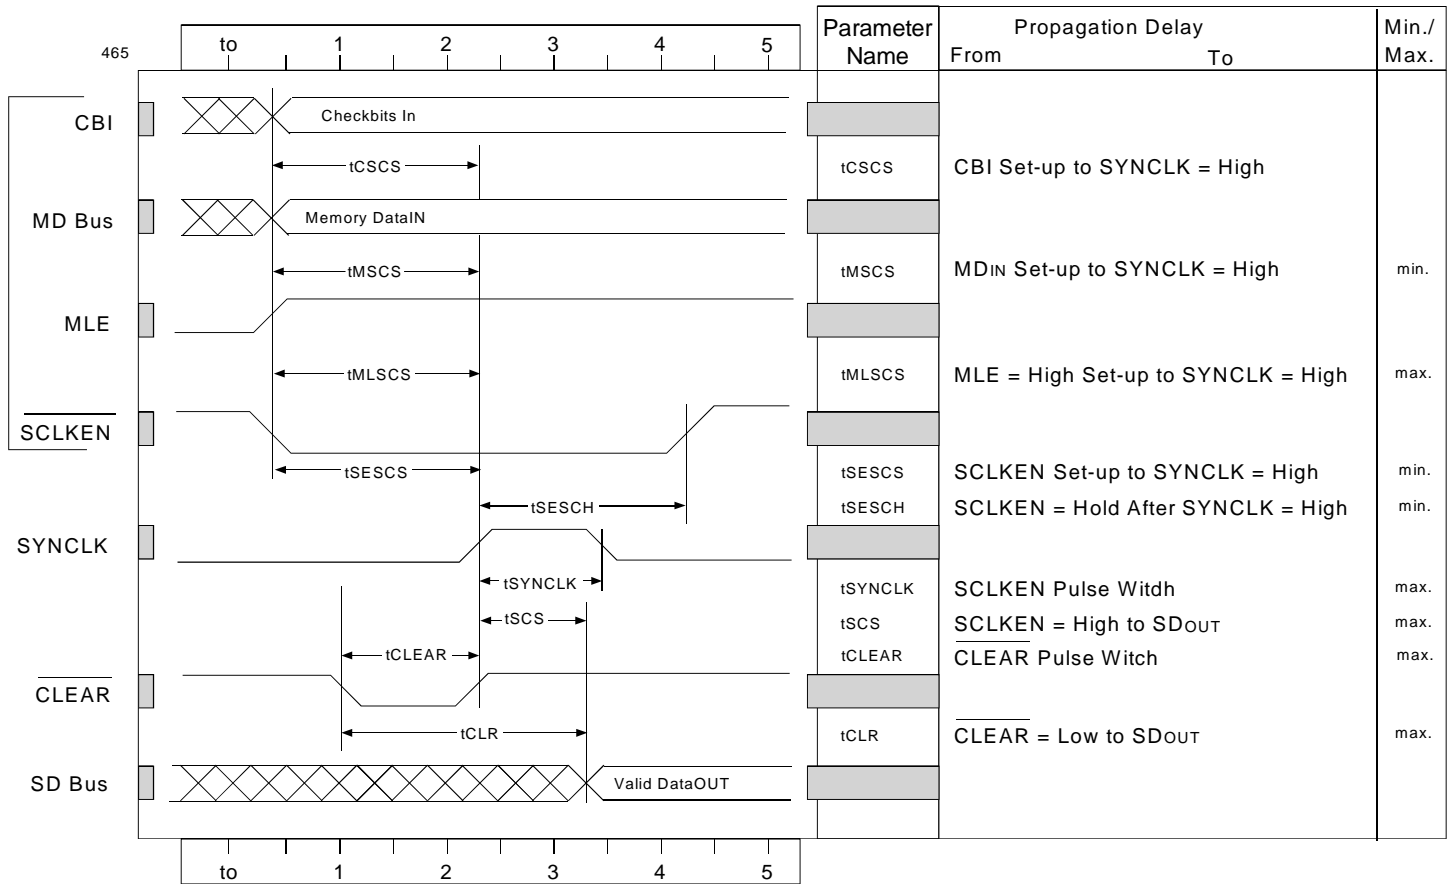 Parameter Name
Propagation Delay
Min./ Max.
From To
465
to 1 2 3 4 5
CBI
Checkbits In
tCSCS
tCSCS CBI Set-up to SYNCLK = High
MD Bus
Memory DataIN
tMSCS
tMSCS MDIN Set-up to SYNCLK = High min.
MLE
tMLSCS
tMLSCS MLE = High Set-up to SYNCLK = High max.
SCLKEN
tSESCS
tSESCS SCLKEN Set-up to SYNCLK = High min.
tSESCH
tSESCH SCLKEN = Hold After SYNCLK = High min.
SYNCLK
tSYNCLK
tSYNCLK SCLKEN Pulse Witdh max.
tSCS
tSCS SCLKEN = High to SDOUT max.
tCLEAR
tCLEAR CLEAR Pulse Witch max.
CLEAR
tCLR
tCLR CLEAR = Low to SDOUT max.
SD Bus
Valid DataOUT
to 1 2 3 4 5